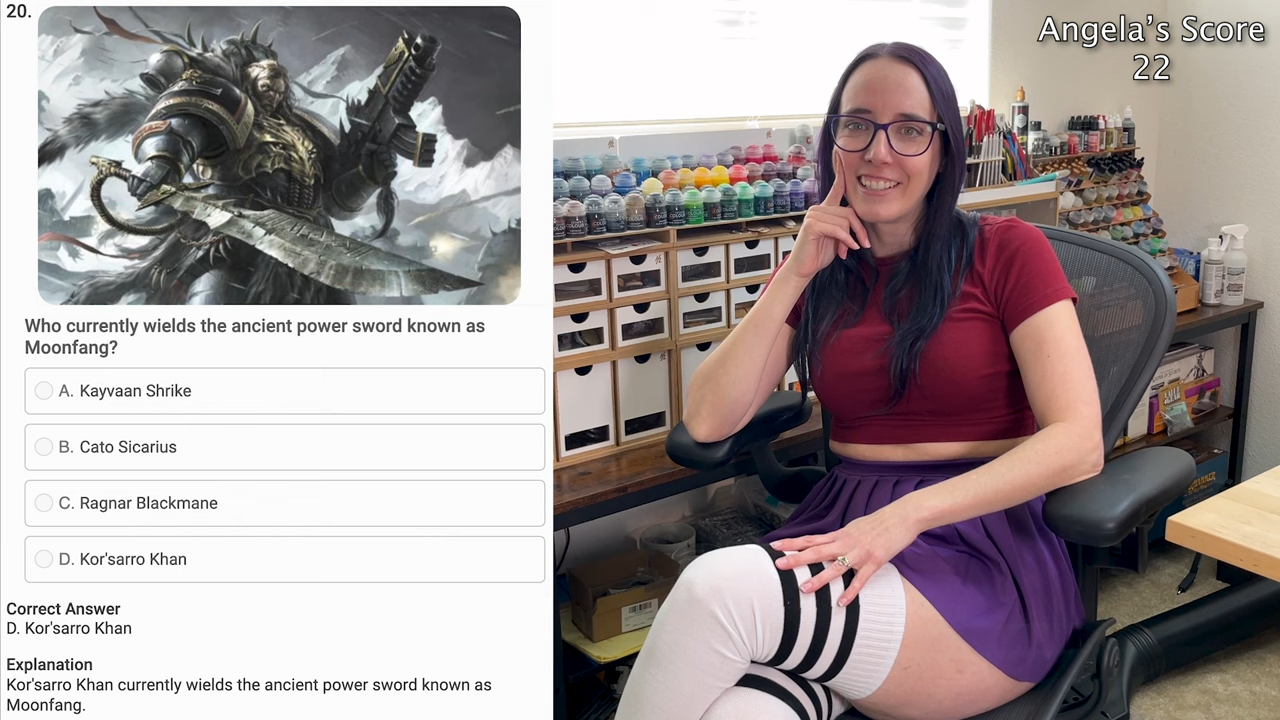 20.
Who currently wields the ancient power sword known as
Moonfang?
A. Kayvaan Shrike
B. Cato Sicarius
C. Ragnar Blackmane
D. Kor'sarro Khan
Correct Answer
D. Kor'sarro Khan
Explanation
Kor'sarro Khan currently wields the ancient power sword known as
Moonfang.
Angela's Score
22